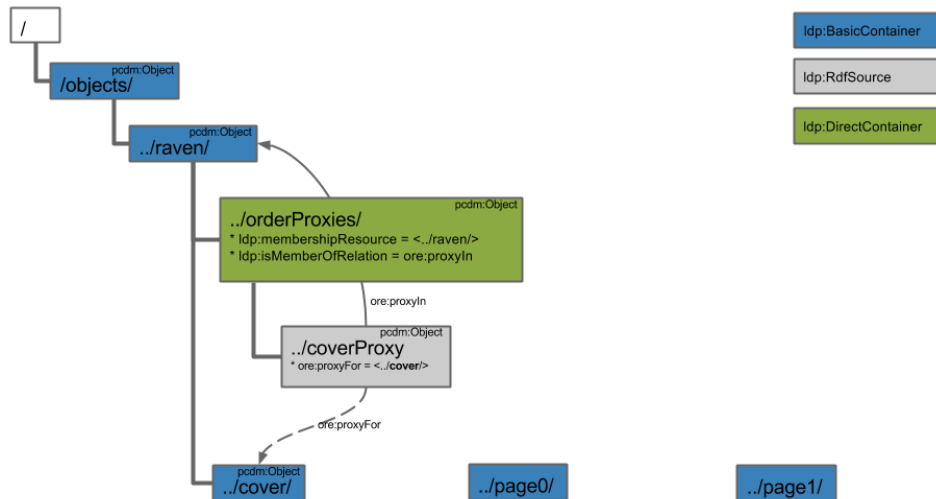 /
ldp:BasicContainer
pcdm:Object
/objects/
ldp:RdfSource
ldp:DirectContainer
pcdm:Object
../raven/
pcdm:Object
../orderProxies/
* ldp:membershipResource = <../raven/>
* ldp:isMemberOfRelation = ore:proxyIn
ore:proxyIn
pcdm:Object
../coverProxy
* ore:proxyFor = <../cover/>
ore:proxyFor
pcdm:Object
../cover/
../page0/
../page1/